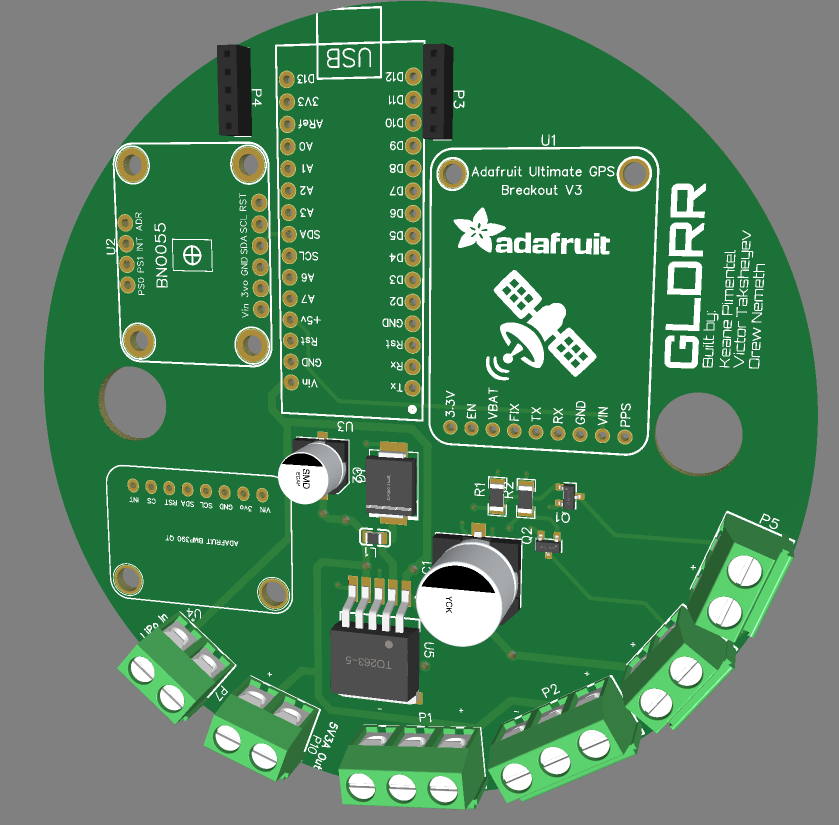 USB
P4
P3
D13
3V3
ARef
A0
A1
A2
A3
SDA
SCL
A6
A7
+5v
Rst
GND
Vin
D12
D11
D10
D9
D8
D7
D6
D5
D4
D3
D2
GND
Rst
Rx
Tx
U3
U1
Adafruit Ultimate GPS
Breakout V3
adafruit
3.3V
EN
VBAT
FIX
TX
RX
GND
VIN
PPS
GLDRR
Built by:
Keane Pimentel
Victor Taksheyev
Drew Nemeth
U2
PS0 PS1 INT ADR
BNO055
Vin 3vo GND SDA SCL RST
INT
CS
RST
SDA
SCL
GND
3vo
VIN
ADAFRUIT BMP390 QT
U4
SMD
L1
R1
R2
Q1
Q2
C1
YCK
TO263-5
U5
LiPo In
P7
5V3A Out
P10
+
-
P1
+
-
P2
+
+
P5
+